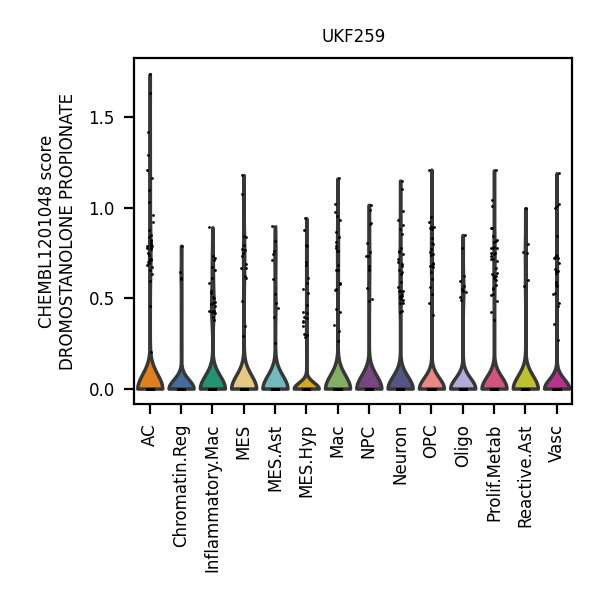 UKF259
CHEMBL1201048 score
DROMOSTANOLONE PROPIONATE
1.5
1.0
0.5
0.0
AC
Chromatin.Reg
Inflammatory.Mac
MES
MES.Ast
MES.Hyp
Mac
NPC
Neuron
OPC
Oligo
Prolif.Metab
Reactive.Ast
Vasc